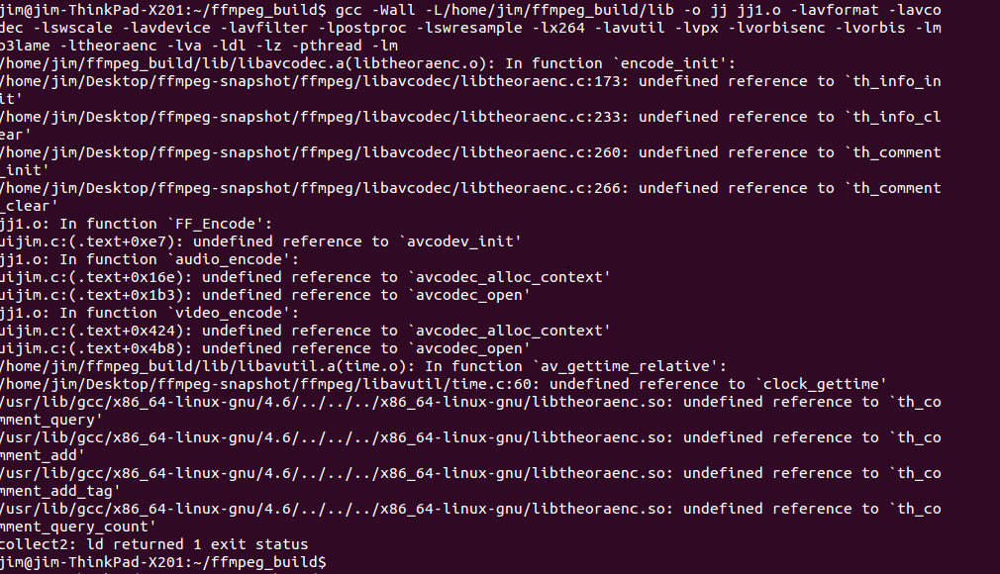 jim@jim-ThinkPad-X201:~/ffmpeg_build$ gcc -Wall -L/home/jim/ffmpeg_build/lib -o jj jj1.o -lavformat -lavco
dec -lswscale -lavdevice -lavfilter -lpostproc -lswresample -lx264 -lavutil -lvpx -lvorbisenc -lvorbis -lm
p3lame -ltheoraenc -lva -ldl -lz -pthread -lm
/home/jim/ffmpeg_build/lib/libavcodec.a(libtheoraenc.o): In function `encode_init':
/home/jim/Desktop/ffmpeg-snapshot/ffmpeg/libavcodec/libtheoraenc.c:173: undefined reference to `th_info_in
it'
/home/jim/Desktop/ffmpeg-snapshot/ffmpeg/libavcodec/libtheoraenc.c:233: undefined reference to `th_info_cl
ear'
/home/jim/Desktop/ffmpeg-snapshot/ffmpeg/libavcodec/libtheoraenc.c:260: undefined reference to `th_comment
_init'
/home/jim/Desktop/ffmpeg-snapshot/ffmpeg/libavcodec/libtheoraenc.c:266: undefined reference to `th_comment
_clear'
jj1.o: In function `FF_Encode':
uijim.c:(.text+0xe7): undefined reference to `avcodev_init'
jj1.o: In function `audio_encode':
uijim.c:(.text+0x16e): undefined reference to `avcodec_alloc_context'
uijim.c:(.text+0x1b3): undefined reference to `avcodec_open'
jj1.o: In function `video_encode':
uijim.c:(.text+0x424): undefined reference to `avcodec_alloc_context'
uijim.c:(.text+0x4b8): undefined reference to `avcodec_open'
/home/jim/ffmpeg_build/lib/libavutil.a(time.o): In function `av_gettime_relative':
/home/jim/Desktop/ffmpeg-snapshot/ffmpeg/libavutil/time.c:60: undefined reference to `clock_gettime'
/usr/lib/gcc/x86_64-linux-gnu/4.6/../../../x86_64-linux-gnu/libtheoraenc.so: undefined reference to `th_co
mment_query'
/usr/lib/gcc/x86_64-linux-gnu/4.6/../../../x86_64-linux-gnu/libtheoraenc.so: undefined reference to `th_co
mment_add'
/usr/lib/gcc/x86_64-linux-gnu/4.6/../../../x86_64-linux-gnu/libtheoraenc.so: undefined reference to `th_co
mment_add_tag'
/usr/lib/gcc/x86_64-linux-gnu/4.6/../../../x86_64-linux-gnu/libtheoraenc.so: undefined reference to `th_co
mment_query_count'
collect2: ld returned 1 exit status
jim@jim-ThinkPad-X201:~/ffmpeg_build$